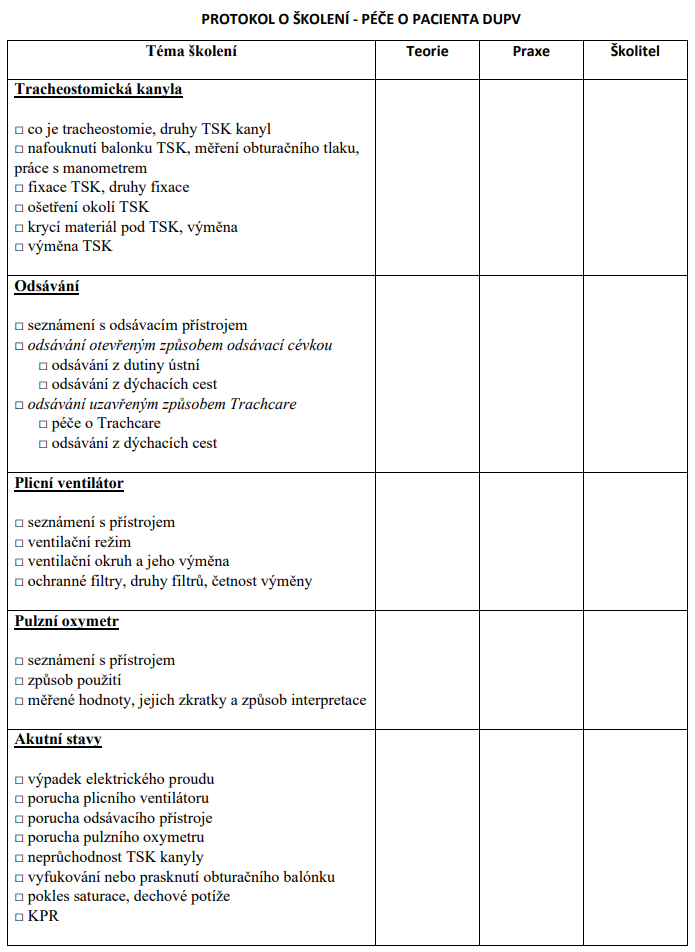 PROTOKOL O ŠKOLENÍ - PÉČE O PACIENTA DUPV
Téma školení Teorie Praxe Školitel
Tracheostomická kanyla
□ co je tracheostomie, druhy TSK kanyl
□ nafouknutí balonku TSK, měření obturačního tlaku,
práce s manometrem
□ fixace TSK, druhy fixace
□ ošetření okolí TSK
□ krycí materiál pod TSK, výměna
□ výměna TSK
Odsávání
□ seznámení s odsávacím přístrojem
□ odsávání otevřeným způsobem odsávací cévkou
□ odsávání z dutiny ústní
□ odsávání z dýchacích cest
□ odsávání uzavřeným způsobem Trachcare
□ péče o Trachcare
□ odsávání z dýchacích cest
Plicní ventilátor
□ seznámení s přístrojem
□ ventilační režim
□ ventilační okruh a jeho výměna
□ ochranné filtry, druhy filtrů, četnost výměny
Pulzní oxymetr
□ seznámení s přístrojem
□ způsob použití
□ měřené hodnoty, jejich zkratky a způsob interpretace
Akutní stavy
□ výpadek elektrického proudu
□ porucha plicního ventilátoru
□ porucha odsávacího přístroje
□ porucha pulzního oxymetru
□ neprůchodnost TSK kanyly
□ vyfukování nebo prasknutí obturačního balónku
□ pokles saturace, dechové potíže
□ KPR